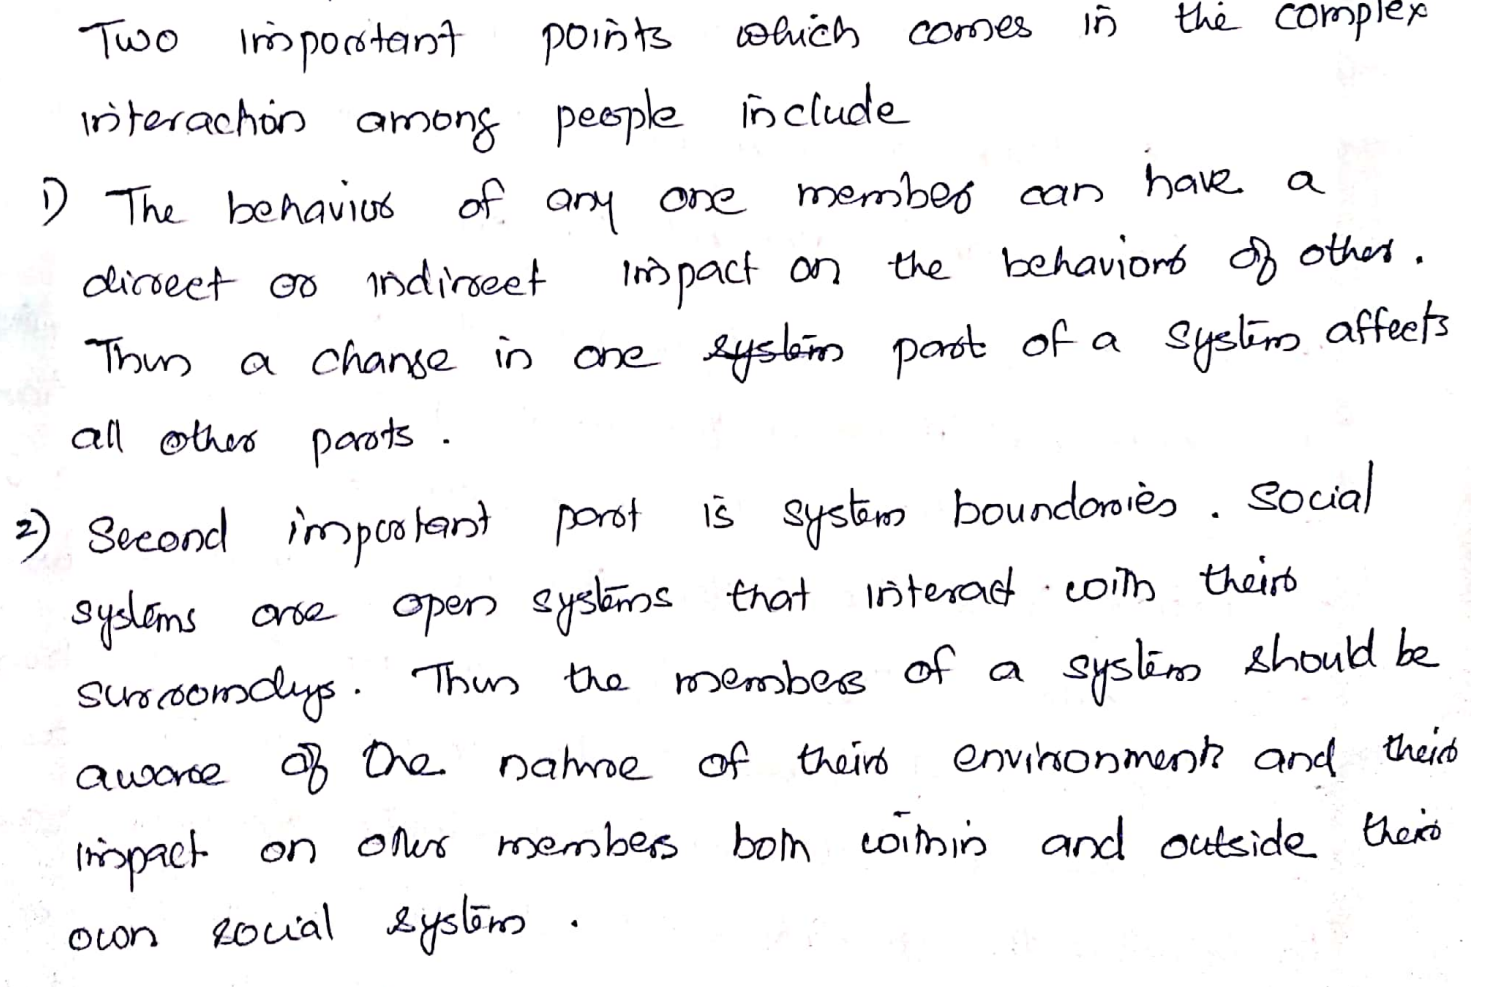 Two important points which comes in the complex
interaction among people include
1) The behavior of any one member can have a
direct or indireet impact on the behaviors of other.
Thus a change in one system part of a system affects
all other parts.
2) Second important part is system boundaries. Social
systems are open systems that interact with their
surroomdys. Thus the members of a system should be
aware of the nature of their environment and their
impact on other members both within and outside their
own social system.